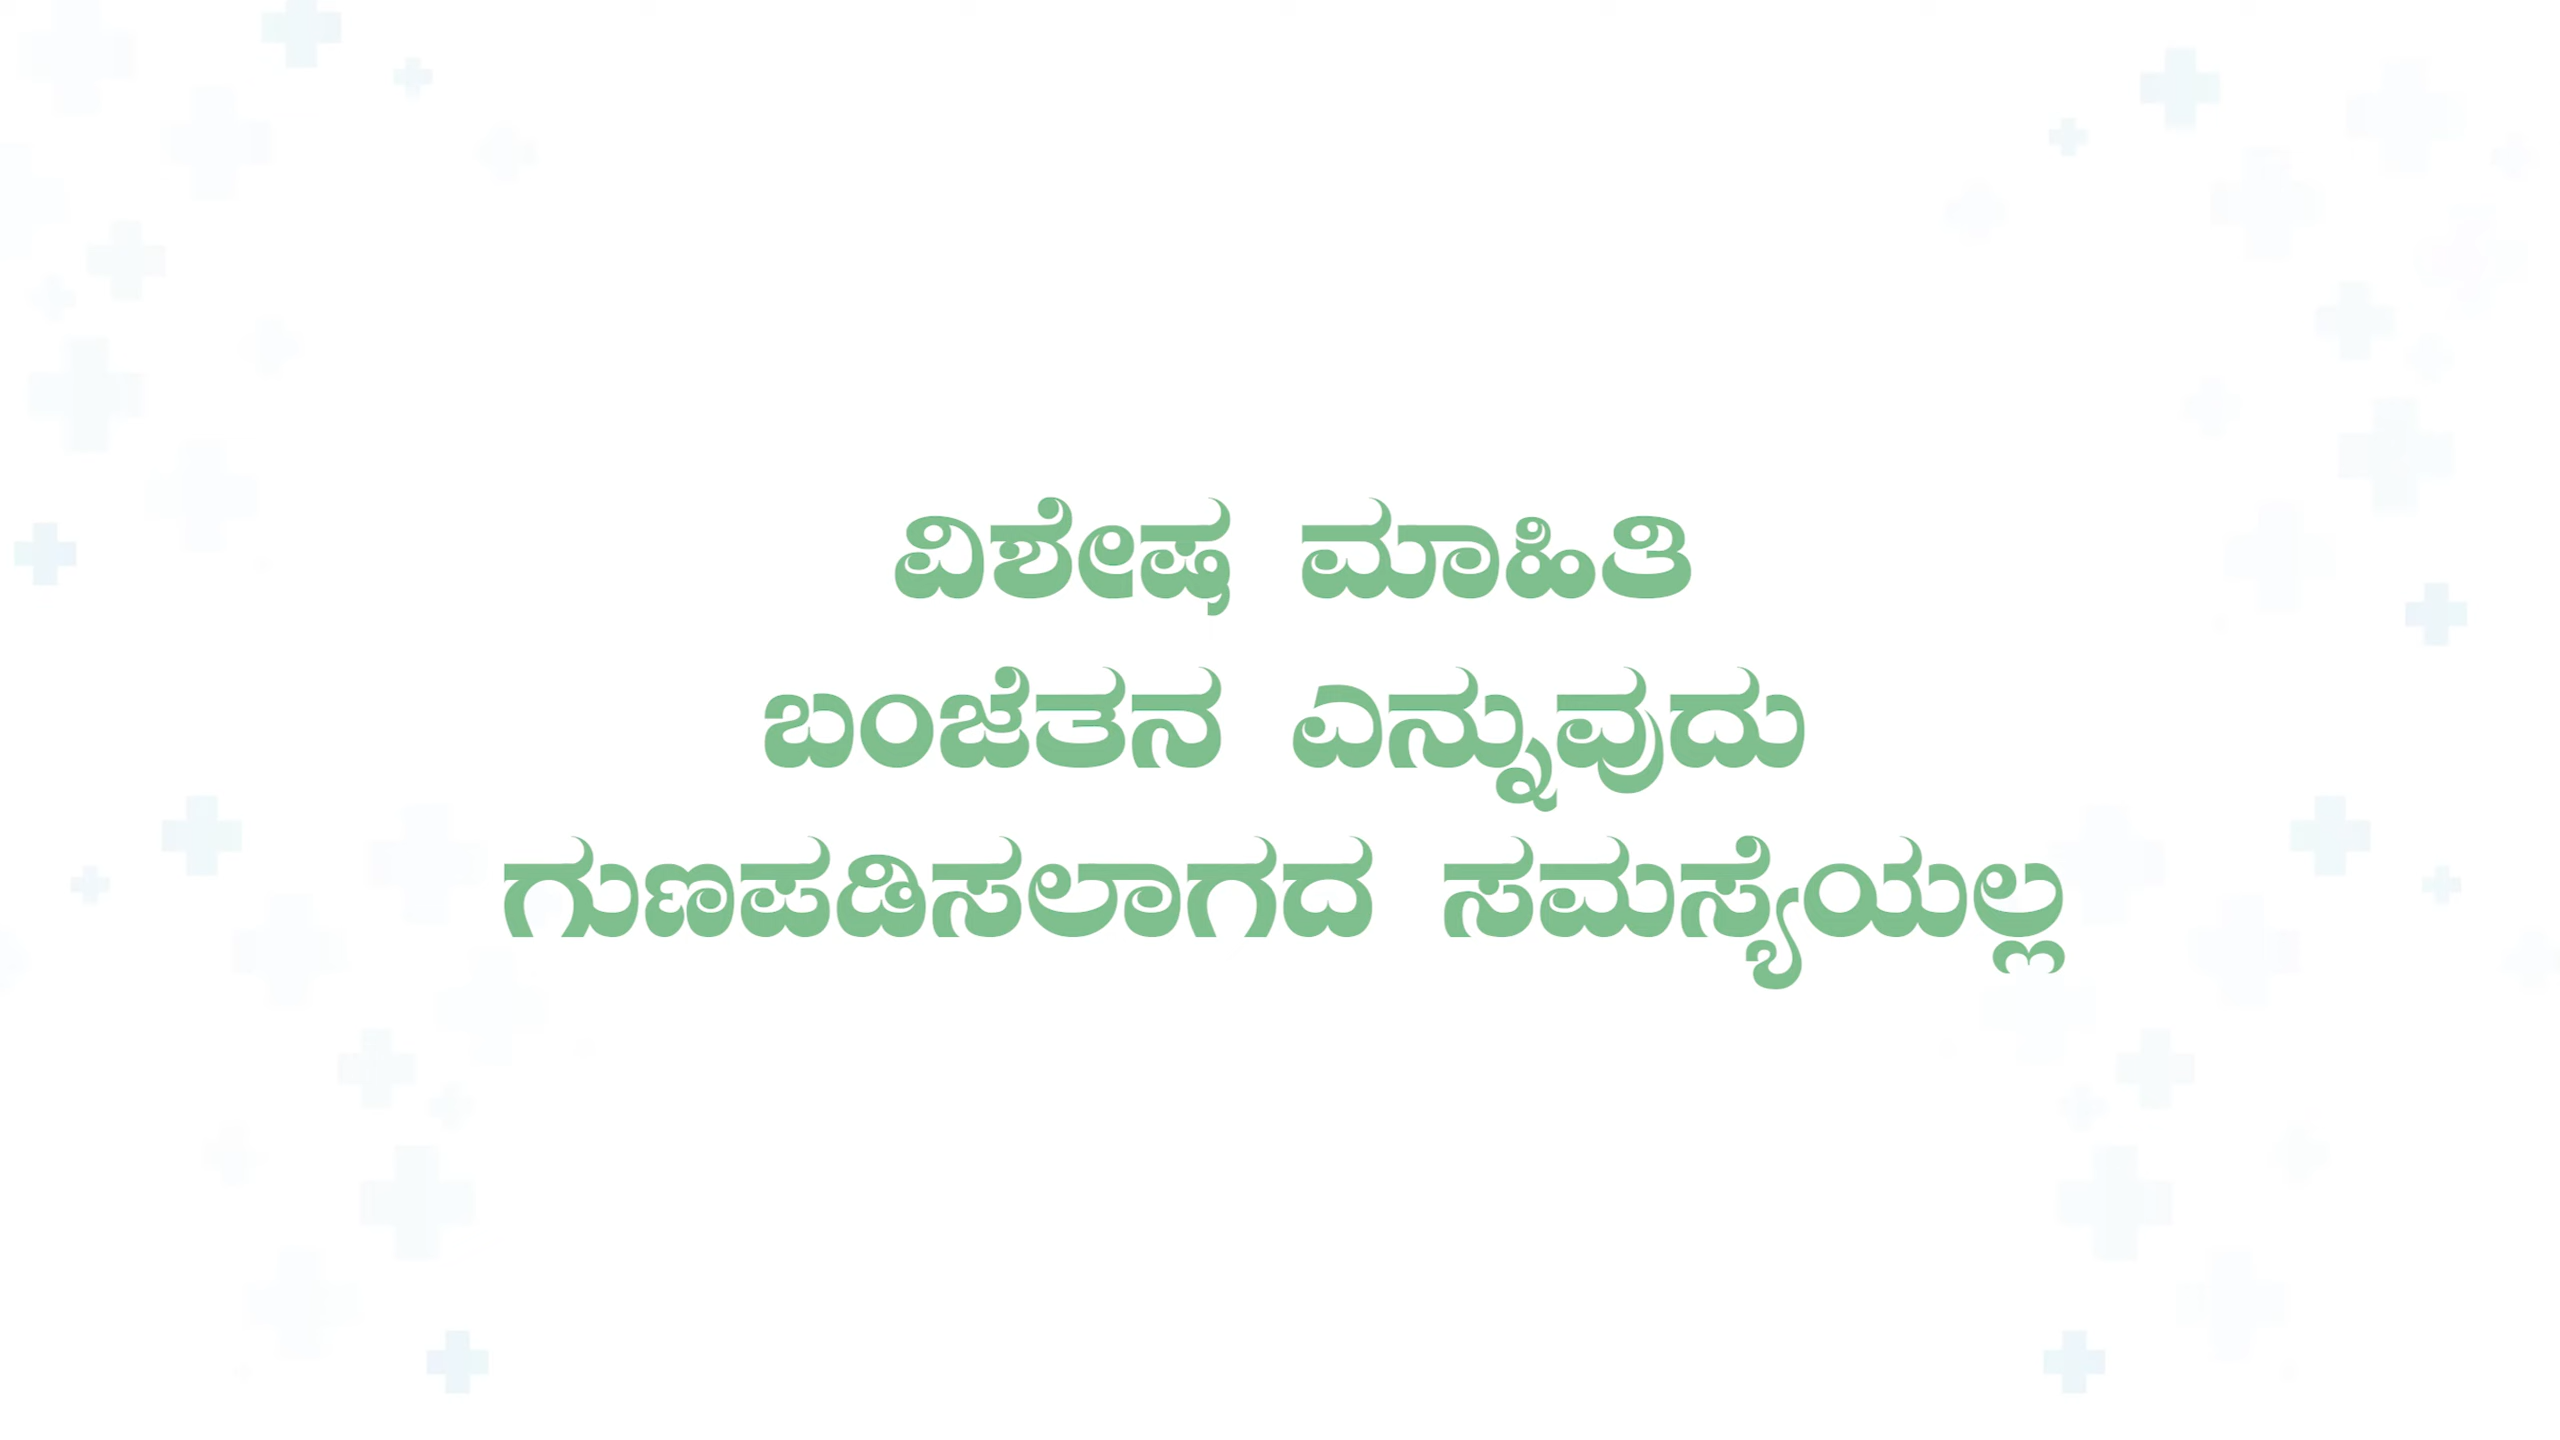 ವಿಶೇಷ ಮಾಹಿತಿ
ಬಂಜೆತನ ಎನ್ನುವುದು
ಗುಣಪಡಿಸಲಾಗದ ಸಮಸ್ಯೆಯಲ್ಲ